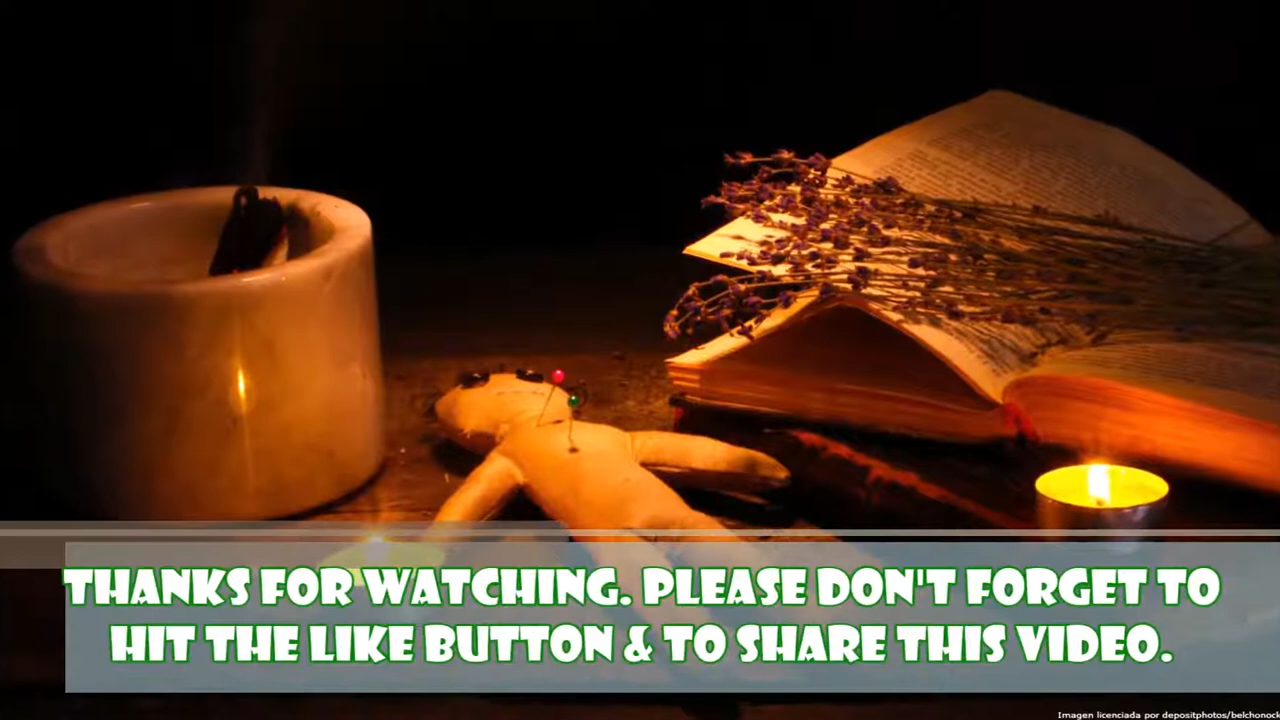 THANKS FOR WATCHING. PLEASE DON'T FORGET TO
HIT THE LIKE BUTTON & TO SHARE THIS VIDEO.
Imagen licenciada por depositphotos/belchonock